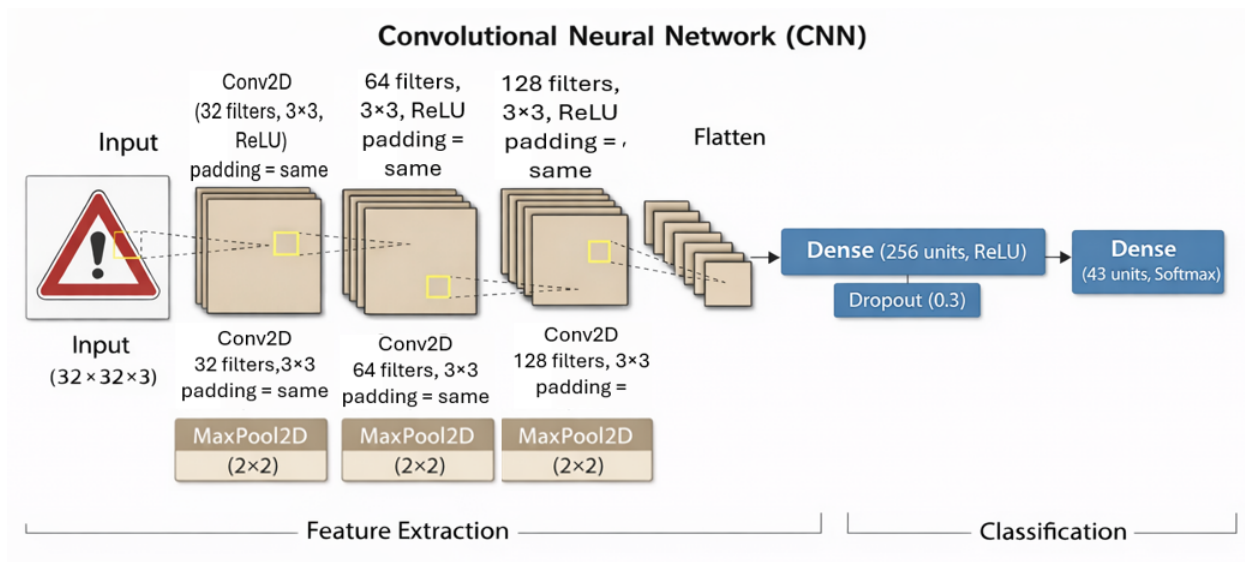 Convolutional Neural Network (CNN)
Input
Conv2D
(32 filters, 3×3,
ReLU)
padding = same
64 filters,
3×3, ReLU
padding =
same
128 filters,
3×3, ReLU
padding = ,
same
Flatten
Input
(32×32×3)
Conv2D
32 filters,3×3
padding = same
Conv2D
64 filters, 3×3
padding = same
Conv2D
128 filters, 3×3
padding =
MaxPool2D
(2×2)
MaxPool2D
(2×2)
MaxPool2D
(2×2)
Dense (256 units, ReLU)
Dropout (0.3)
Dense
(43 units, Softmax)
Feature Extraction
Classification